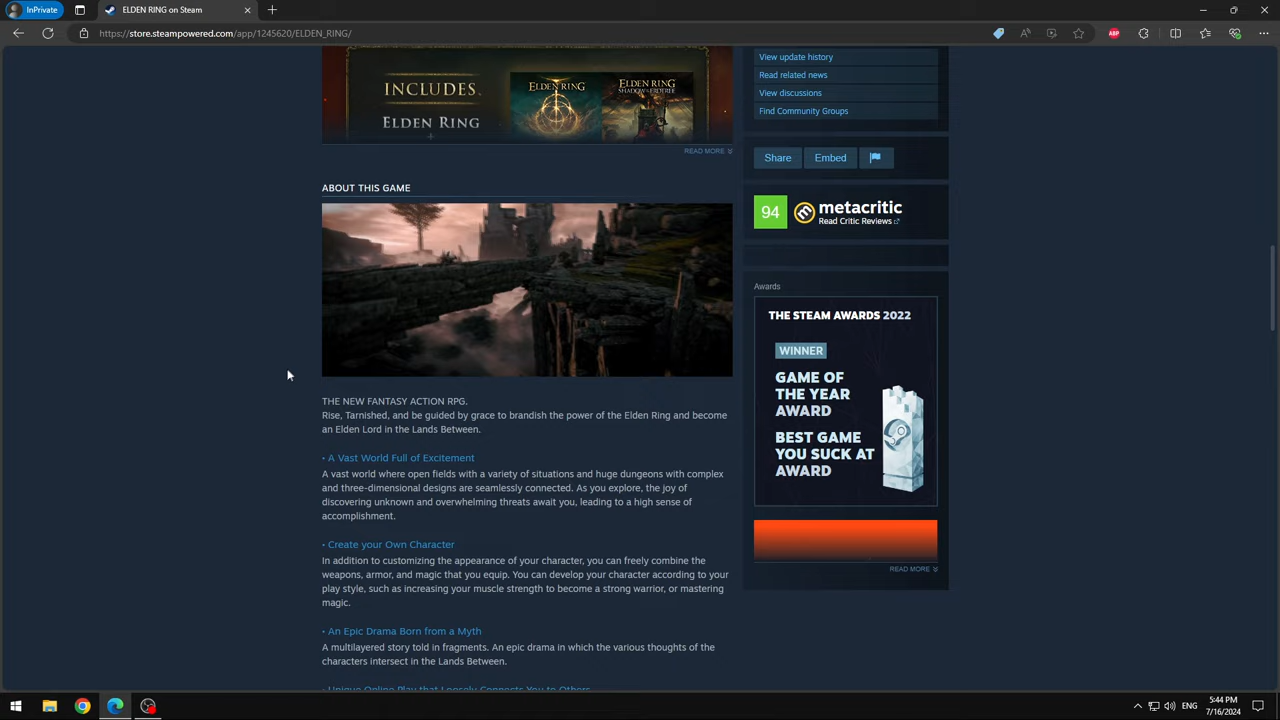 InPrivate
ELDEN RING on Steam
https://store.steampowered.com/app/1245620/ELDEN_RING/
INCLUDES
ELDEN RING
+
ELDEN RING
ELDEN RING
SHADOW OF THE ERDTREE
READ MORE
ABOUT THIS GAME
THE NEW FANTASY ACTION RPG.
Rise, Tarnished, and be guided by grace to brandish the power of the Elden Ring and become
an Elden Lord in the Lands Between.
• A Vast World Full of Excitement
A vast world where open fields with a variety of situations and huge dungeons with complex
and three-dimensional designs are seamlessly connected. As you explore, the joy of
discovering unknown and overwhelming threats await you, leading to a high sense of
accomplishment.
• Create your Own Character
In addition to customizing the appearance of your character, you can freely combine the
weapons, armor, and magic that you equip. You can develop your character according to your
play style, such as increasing your muscle strength to become a strong warrior, or mastering
magic.
• An Epic Drama Born from a Myth
A multilayered story told in fragments. An epic drama in which the various thoughts of the
characters intersect in the Lands Between.
• Unique Online Play that Loosely Connects You to Others
View update history
Read related news
View discussions
Find Community Groups
Share
Embed
94
metacritic
Read Critic Reviews
Awards
THE STEAM AWARDS 2022
WINNER
GAME OF
THE YEAR
AWARD
BEST GAME
YOU SUCK AT
AWARD
READ MORE
ABP
ENG
5:44 PM
7/16/2024